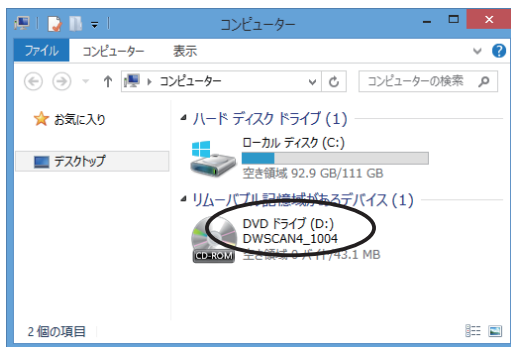 コンピューター
ファイル コンピューター 表示
コンピューター コンピューターの検索
お気に入り
デスクトップ
ハード ディスク ドライブ (1)
ローカル ディスク (C:)
空き領域 92.9 GB/111 GB
リムーバブル記憶域があるデバイス (1)
DVD ドライブ (D:)
DWSCAN4_1004
CD-ROM 空き領域 0 バイト/43.1 MB
2 個の項目